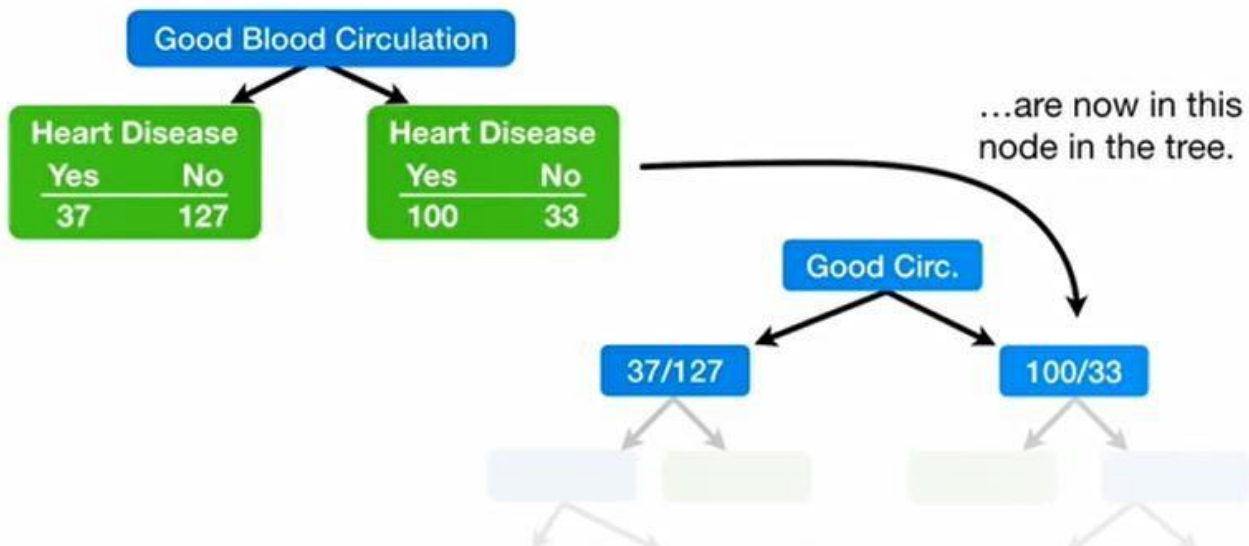 Good Blood Circulation
Heart Disease
Yes No
37 127
Heart Disease
Yes No
100 33
…are now in this
node in the tree.
Good Circ.
37/127
100/33